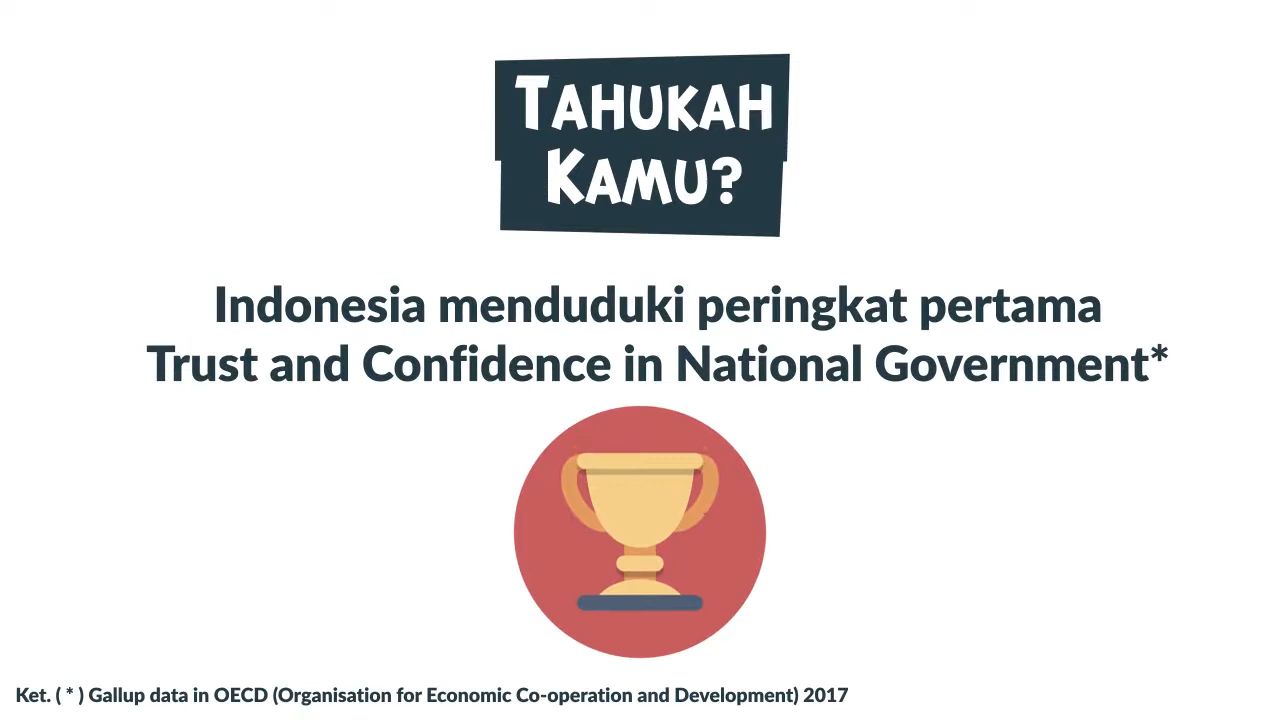 TAHUKAH
KAMU?
Indonesia menduduki peringkat pertama
Trust and Confidence in National Government*
Ket. ( * ) Gallup data in OECD (Organisation for Economic Co-operation and Development) 2017